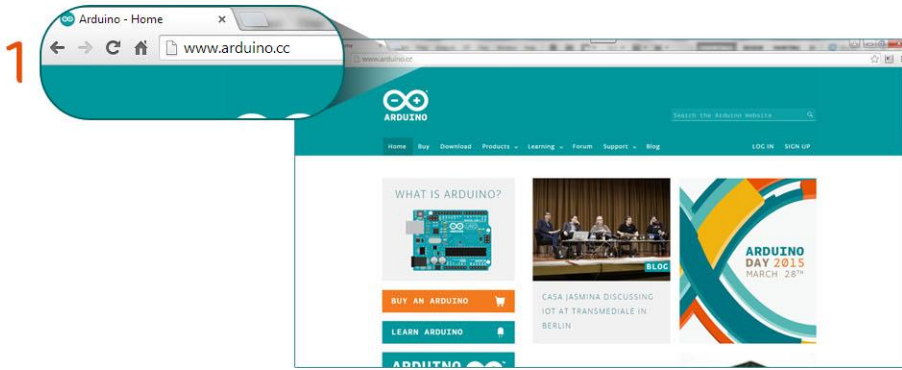 1
Arduino - Home
www.arduino.cc
www.arduino.cc
ARDUINO
Search the Arduino Website
Home Buy Download Products Learning Forum Support Blog LOG IN SIGN UP
WHAT IS ARDUINO?
UNO
BLOG
ARDUINO
DAY 2015
MARCH 28TH
CASA JASMINA DISCUSSING
IOT AT TRANSMEDIALE IN
BERLIN
BUY AN ARDUINO
LEARN ARDUINO
ARDUINO